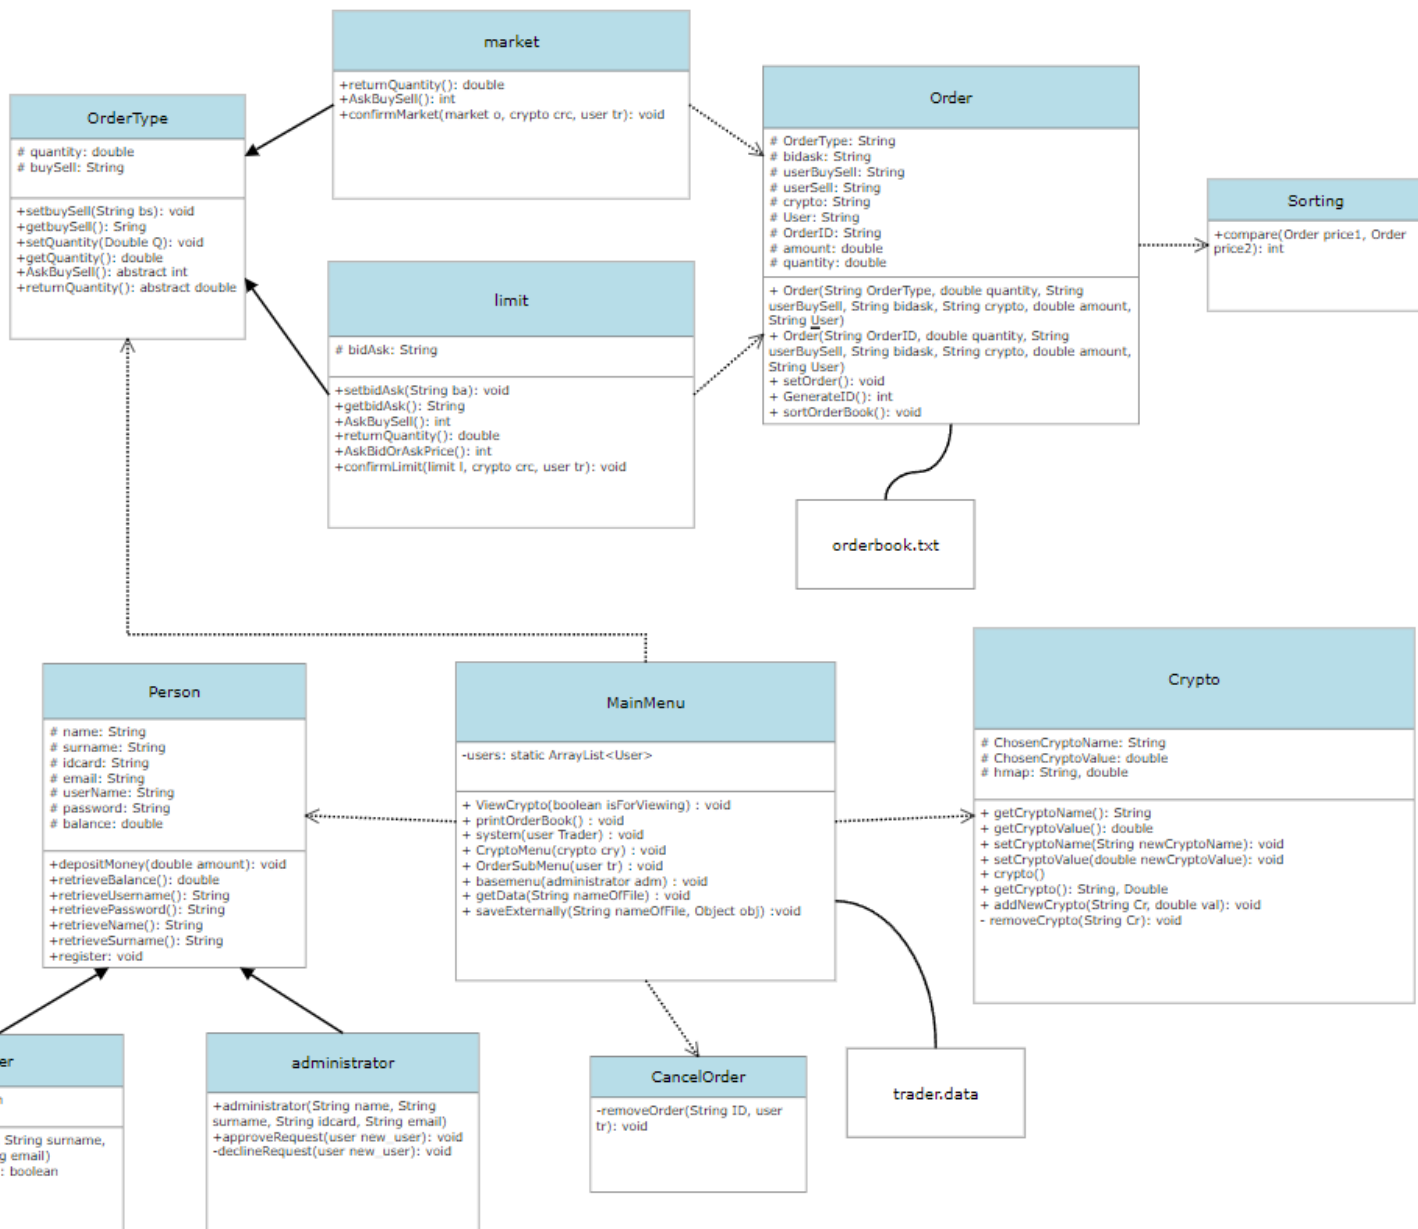 market
+returnQuantity(): double
+AskBuySell(): int
+confirmMarket(market o, crypto crc, user tr): void
OrderType
# quantity: double
# buySell: String
+setbuySell(String bs): void
+getbuySell(): Sring
+setQuantity(Double Q): void
+getQuantity(): double
+AskBuySell(): abstract int
+returnQuantity(): abstract double
limit
# bidAsk: String
+setbidAsk(String ba): void
+getbidAsk(): String
+AskBuySell(): int
+returnQuantity(): double
+AskBidOrAskPrice(): int
+confirmLimit(limit l, crypto crc, user tr): void
Order
# OrderType: String
# bidask: String
# userBuySell: String
# userSell: String
# crypto: String
# User: String
# OrderID: String
# amount: double
# quantity: double
+ Order(String OrderType, double quantity, String
userBuySell, String bidask, String crypto, double amount,
String User)
+ Order(String OrderID, double quantity, String
userBuySell, String bidask, String crypto, double amount,
String User)
+ setOrder(): void
+ GenerateID(): int
+ sortOrderBook(): void
Sorting
+compare(Order price1, Order
price2): int
orderbook.txt
Person
# name: String
# surname: String
# idcard: String
# email: String
# userName: String
# password: String
# balance: double
+depositMoney(double amount): void
+retrieveBalance(): double
+retrieveUsername(): String
+retrievePassword(): String
+retrieveName(): String
+retrieveSurname(): String
+register: void
MainMenu
-users: static ArrayList<User>
+ ViewCrypto(boolean isForViewing) : void
+ printOrderBook() : void
+ system(user Trader) : void
+ CryptoMenu(crypto cry) : void
+ OrderSubMenu(user tr) : void
+ basemenu(administrator adm) : void
+ getData(String nameOfFile) : void
+ saveExternally(String nameOfFile, Object obj) :void
Crypto
# ChosenCryptoName: String
# ChosenCryptoValue: double
# hmap: String, double
+ getCryptoName(): String
+ getCryptoValue(): double
+ setCryptoName(String newCryptoName): void
+ setCryptoValue(double newCryptoValue): void
+ crypto()
+ getCrypto(): String, Double
+ addNewCrypto(String Cr, double val): void
- removeCrypto(String Cr): void
er
String surname,
email)
: boolean
administrator
+administrator(String name, String
surname, String idcard, String email)
+approveRequest(user new_user): void
-declineRequest(user new_user): void
CancelOrder
-removeOrder(String ID, user
tr): void
trader.data